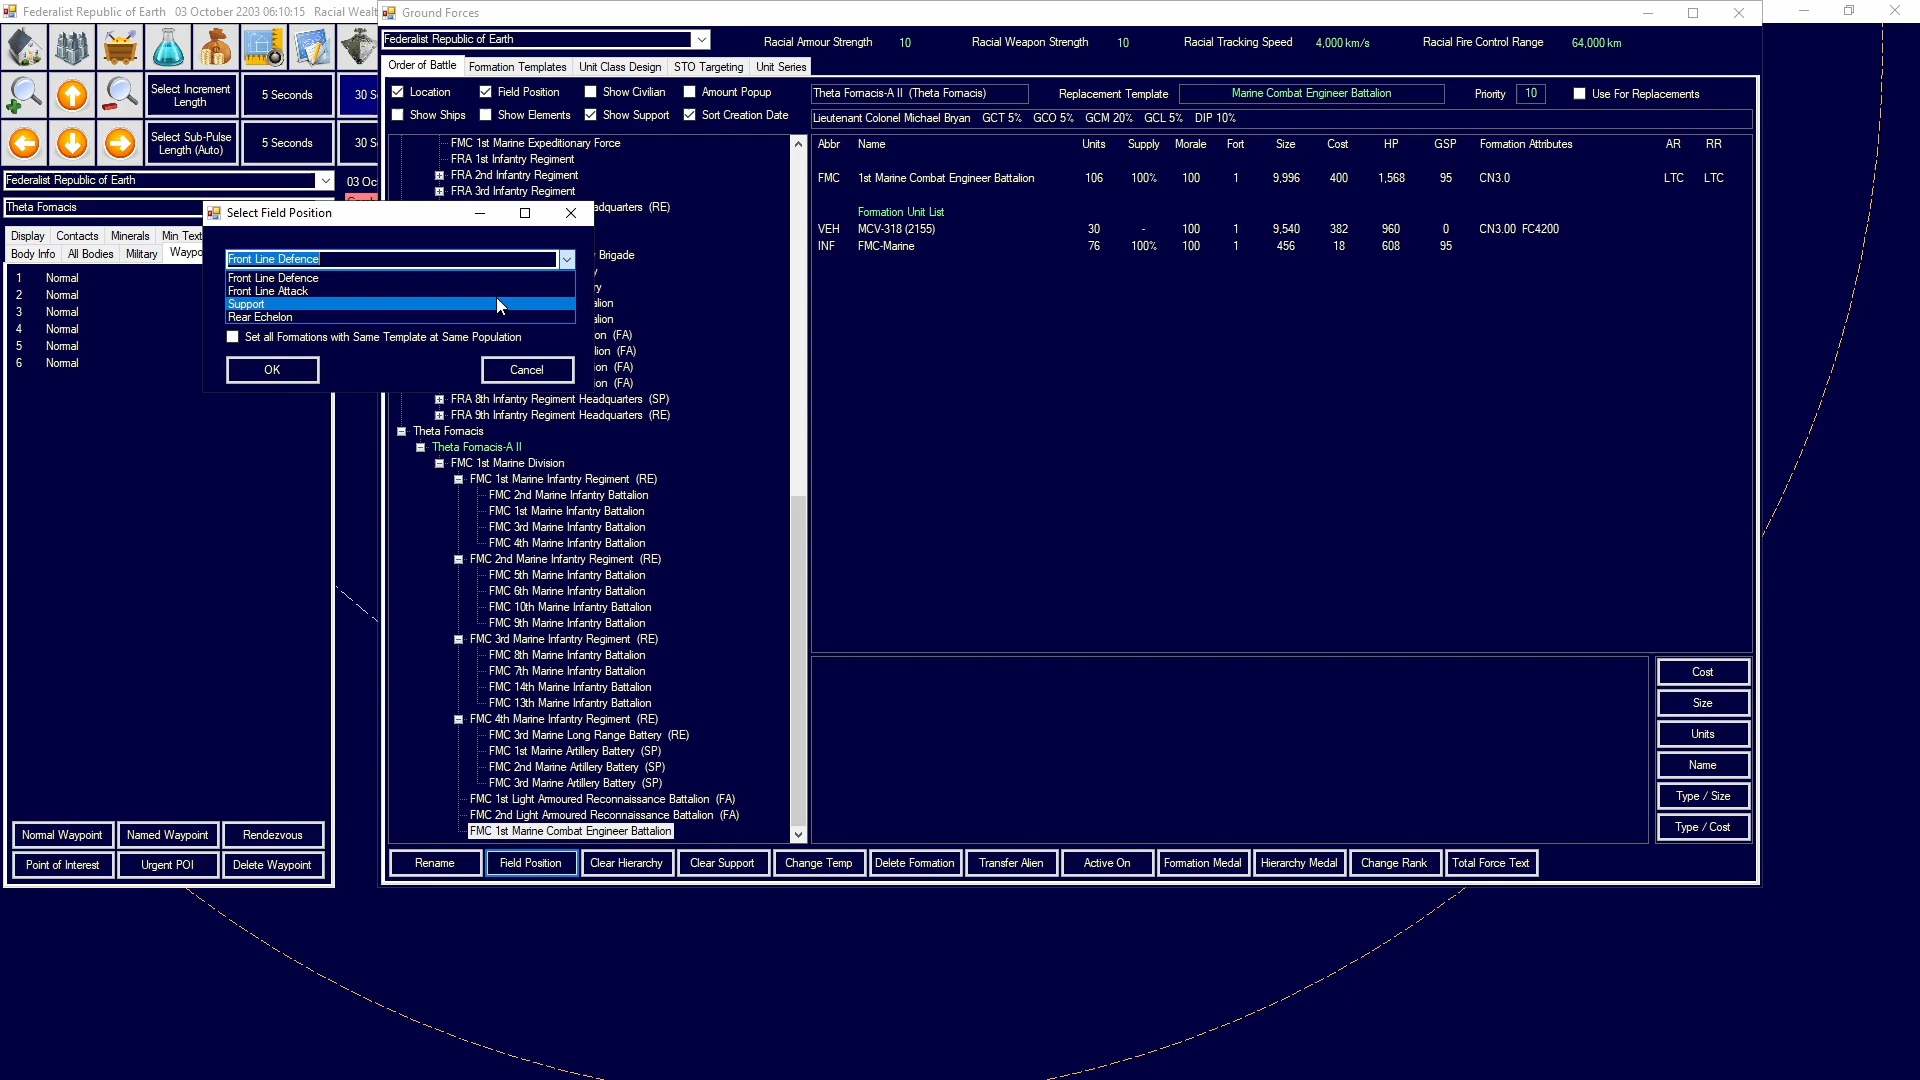 Federalist Republic of Earth   03 October 2203 06:10:15   Racial Wealt
Ground Forces
Federalist Republic of Earth
Racial Armour Strength   10   Racial Weapon Strength   10   Racial Tracking Speed   4,000 km/s   Racial Fire Control Range   64,000 km
Order of Battle   Formation Templates   Unit Class Design   STO Targeting   Unit Series
Location   Field Position   Show Civilian   Amount Popup
Show Ships   Show Elements   Show Support   Sort Creation Date
Theta Fornacis-A II (Theta Fornacis)   Replacement Template   Marine Combat Engineer Battalion   Priority   10   Use For Replacements
Lieutenant Colonel Michael Bryan   GCT 5%   GCO 5%   GCM 20%   GCL 5%   DIP 10%
Select Increment Length   5 Seconds   30 S
Select Sub-Pulse Length (Auto)   5 Seconds   30 S
Federalist Republic of Earth   03 Oc
Theta Fornacis
Display   Contacts   Minerals   Min Text
Body Info   All Bodies   Military   Waypo
1   Normal
2   Normal
3   Normal
4   Normal
5   Normal
6   Normal
Normal Waypoint   Named Waypoint   Rendezvous
Point of Interest   Urgent POI   Delete Waypoint
Select Field Position
Front Line Defence
Front Line Defence
Front Line Attack
Support
Rear Echelon
Set all Formations with Same Template at Same Population
OK   Cancel
FMC 1st Marine Expeditionary Force
FRA 1st Infantry Regiment
FRA 2nd Infantry Regiment
FRA 3rd Infantry Regiment
adquarters (RE)
Brigade
y
ry
alion
alion
on (FA)
lion (FA)
on (FA)
on (FA)
FRA 8th Infantry Regiment Headquarters (SP)
FRA 9th Infantry Regiment Headquarters (RE)
Theta Fornacis
Theta Fornacis-A II
FMC 1st Marine Division
FMC 1st Marine Infantry Regiment (RE)
FMC 2nd Marine Infantry Battalion
FMC 1st Marine Infantry Battalion
FMC 3rd Marine Infantry Battalion
FMC 4th Marine Infantry Battalion
FMC 2nd Marine Infantry Regiment (RE)
FMC 5th Marine Infantry Battalion
FMC 6th Marine Infantry Battalion
FMC 10th Marine Infantry Battalion
FMC 9th Marine Infantry Battalion
FMC 3rd Marine Infantry Regiment (RE)
FMC 8th Marine Infantry Battalion
FMC 7th Marine Infantry Battalion
FMC 14th Marine Infantry Battalion
FMC 13th Marine Infantry Battalion
FMC 4th Marine Infantry Regiment (RE)
FMC 3rd Marine Long Range Battery (RE)
FMC 1st Marine Artillery Battery (SP)
FMC 2nd Marine Artillery Battery (SP)
FMC 3rd Marine Artillery Battery (SP)
FMC 1st Light Armoured Reconnaissance Battalion (FA)
FMC 2nd Light Armoured Reconnaissance Battalion (FA)
FMC 1st Marine Combat Engineer Battalion
Abbr   Name   Units   Supply   Morale   Fort   Size   Cost   HP   GSP   Formation Attributes   AR   RR
FMC   1st Marine Combat Engineer Battalion   106   100%   100   1   9,996   400   1,568   95   CN3.0   LTC   LTC
Formation Unit List
VEH   MCV-318 (2155)   30   -   100   1   9,540   382   960   0   CN3.00 FC4200
INF   FMC-Marine   76   100%   100   1   456   18   608   95
Cost
Size
Units
Name
Type / Size
Type / Cost
Rename   Field Position   Clear Hierarchy   Clear Support   Change Temp   Delete Formation   Transfer Alien   Active On   Formation Medal   Hierarchy Medal   Change Rank   Total Force Text